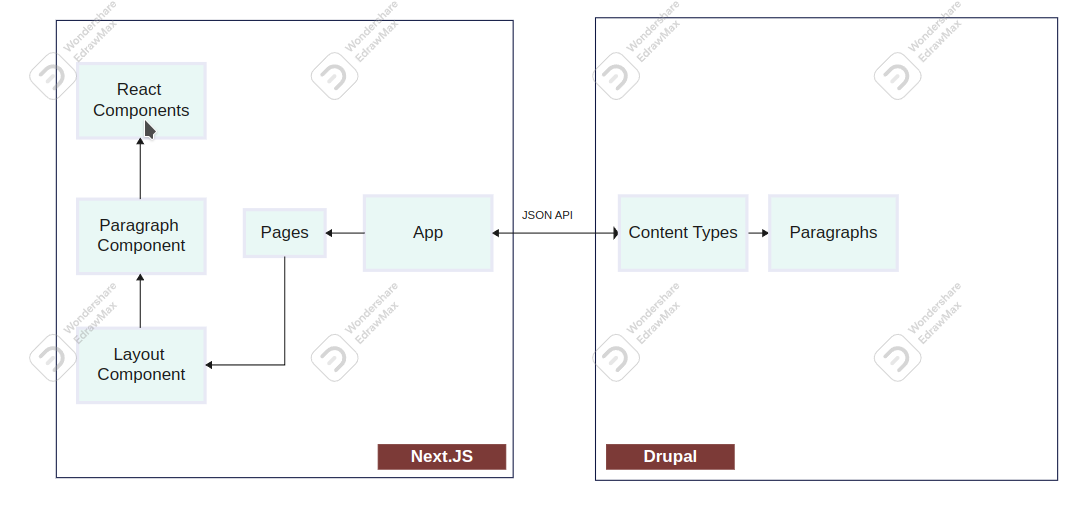 Wondershare
EdrawMax
Wondershare
EdrawMax
Wondershare
EdrawMax
Wondershare
EdrawMax
React
Components
Paragraph
Component
Pages
App
JSON API
Content Types
Paragraphs
Wondershare
EdrawMax
Wondershare
EdrawMax
Wondershare
EdrawMax
Wondershare
EdrawMax
Layout
Component
Next.JS
Drupal